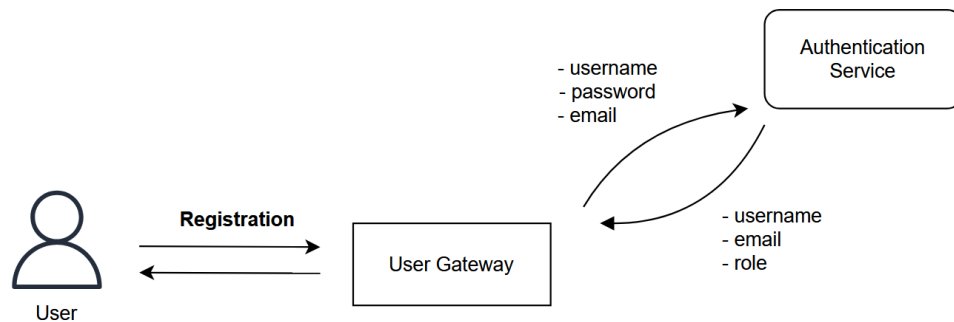 Authentication
Service
- username
- password
- email
Registration
- username
- email
- role
User Gateway
User